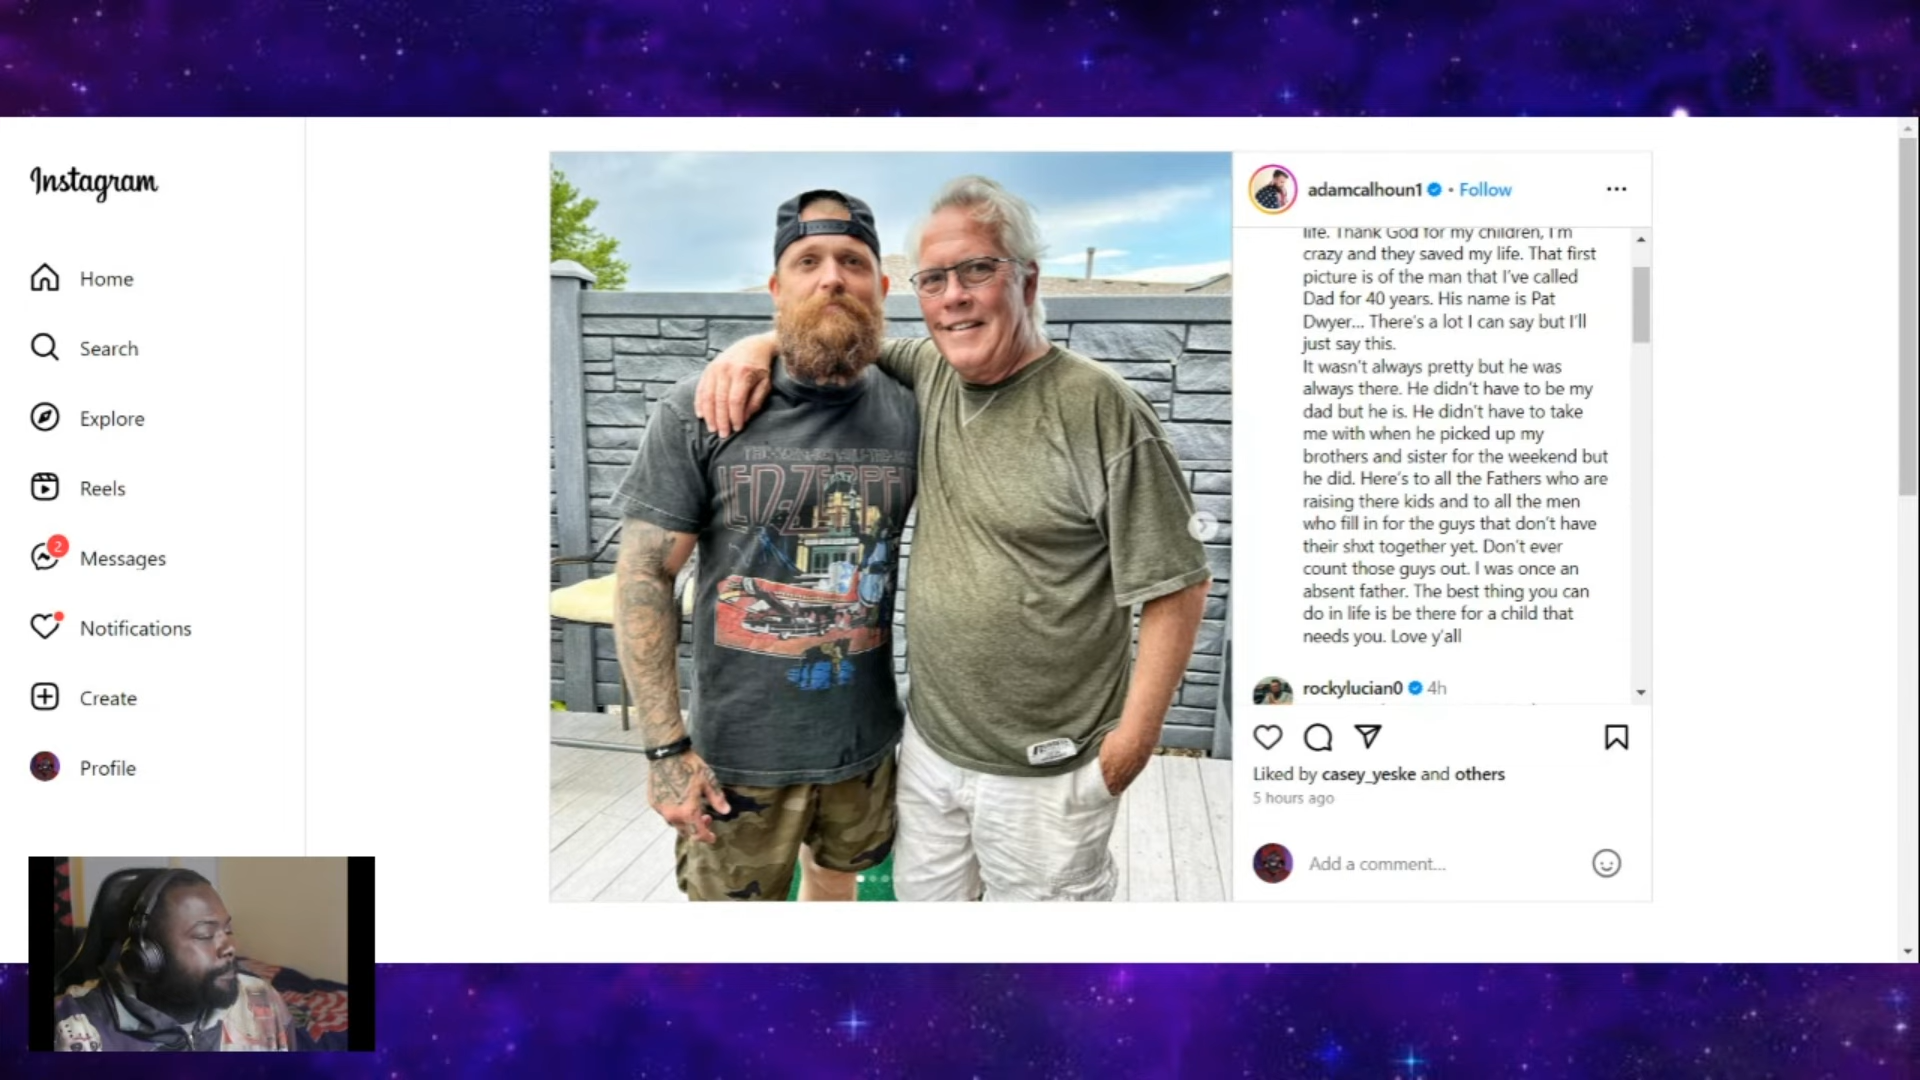 Instagram
Home
Search
Explore
Reels
2
Messages
Notifications
Create
Profile
LED-ZEPPE
adamcalhoun1 • Follow
life. Thank God for my children, I'm
crazy and they saved my life. That first
picture is of the man that I've called
Dad for 40 years. His name is Pat
Dwyer... There's a lot I can say but I'll
just say this.
It wasn't always pretty but he was
always there. He didn't have to be my
dad but he is. He didn't have to take
me with when he picked up my
brothers and sister for the weekend but
he did. Here's to all the Fathers who are
raising there kids and to all the men
who fill in for the guys that don't have
their shxt together yet. Don't ever
count those guys out. I was once an
absent father. The best thing you can
do in life is be there for a child that
needs you. Love y'all
rockylucian0 4h
Liked by casey_yeske and others
5 hours ago
Add a comment...